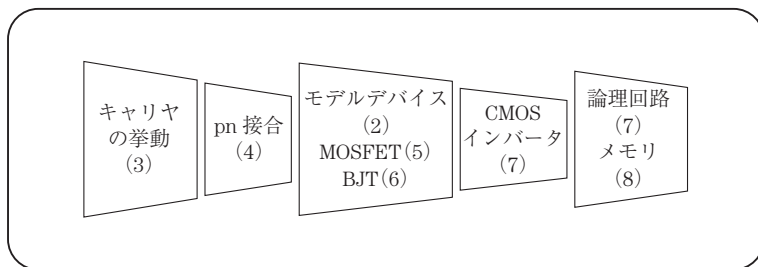 キャリヤ
の挙動
(3)
pn 接合
(4)
モデルデバイス
(2)
MOSFET(5)
BJT(6)
CMOS
インバータ
(7)
論理回路
(7)
メモリ
(8)